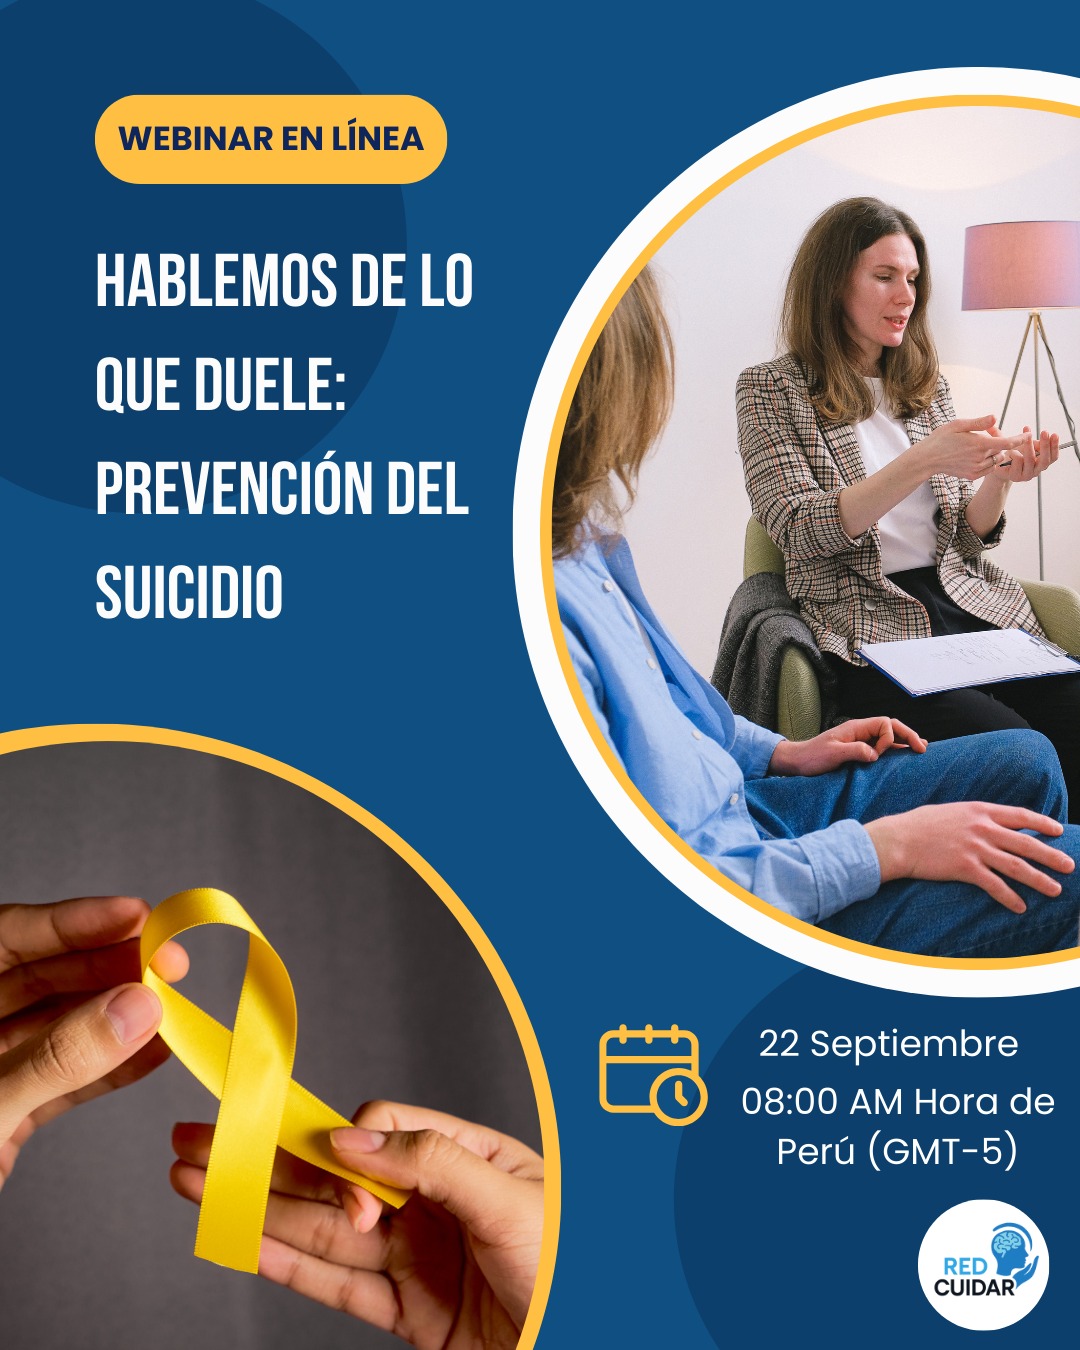 WEBINAR EN LÍNEA
HABLEMOS DE LO
QUE DUELE:
PREVENCIÓN DEL
SUICIDIO
22 Septiembre
08:00 AM Hora de
Perú (GMT-5)
RED
CUIDAR